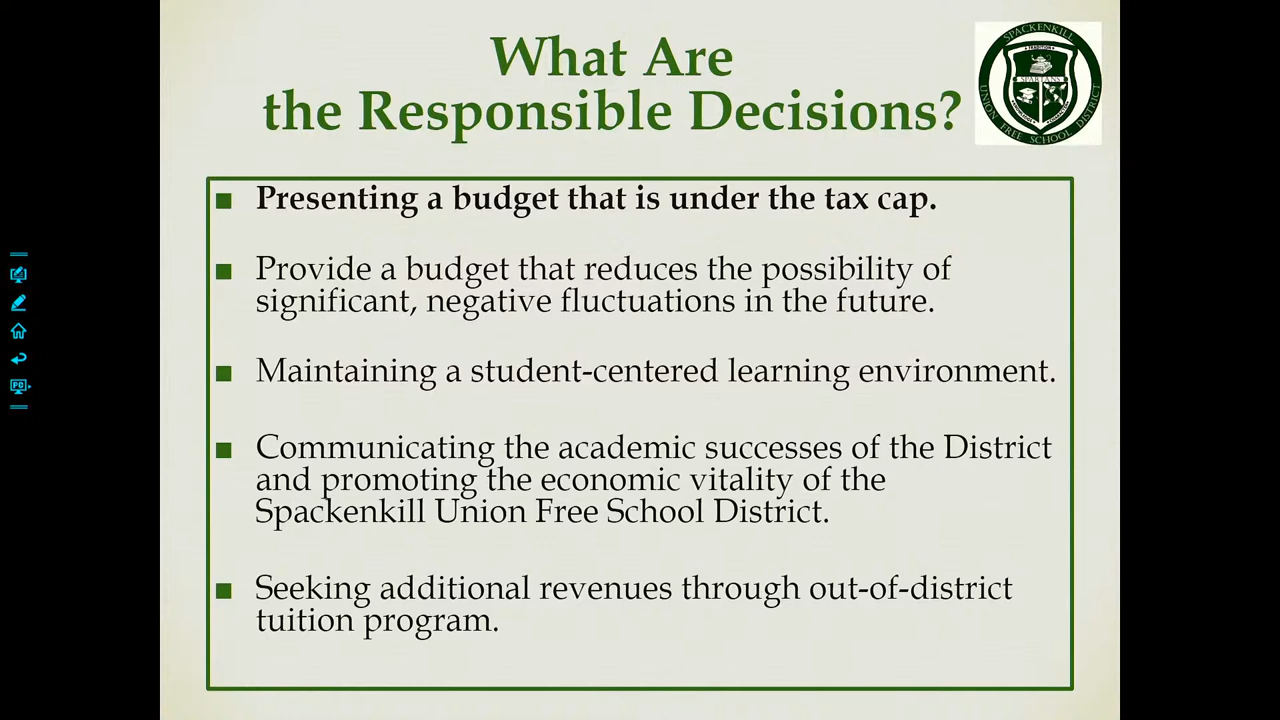 What Are
the Responsible Decisions?
SPACKENKILL
UNION FREE SCHOOL DISTRICT
TRADITION
SPARTANS
■ Presenting a budget that is under the tax cap.
■ Provide a budget that reduces the possibility of
significant, negative fluctuations in the future.
■ Maintaining a student-centered learning environment.
■ Communicating the academic successes of the District
and promoting the economic vitality of the
Spackenkill Union Free School District.
■ Seeking additional revenues through out-of-district
tuition program.